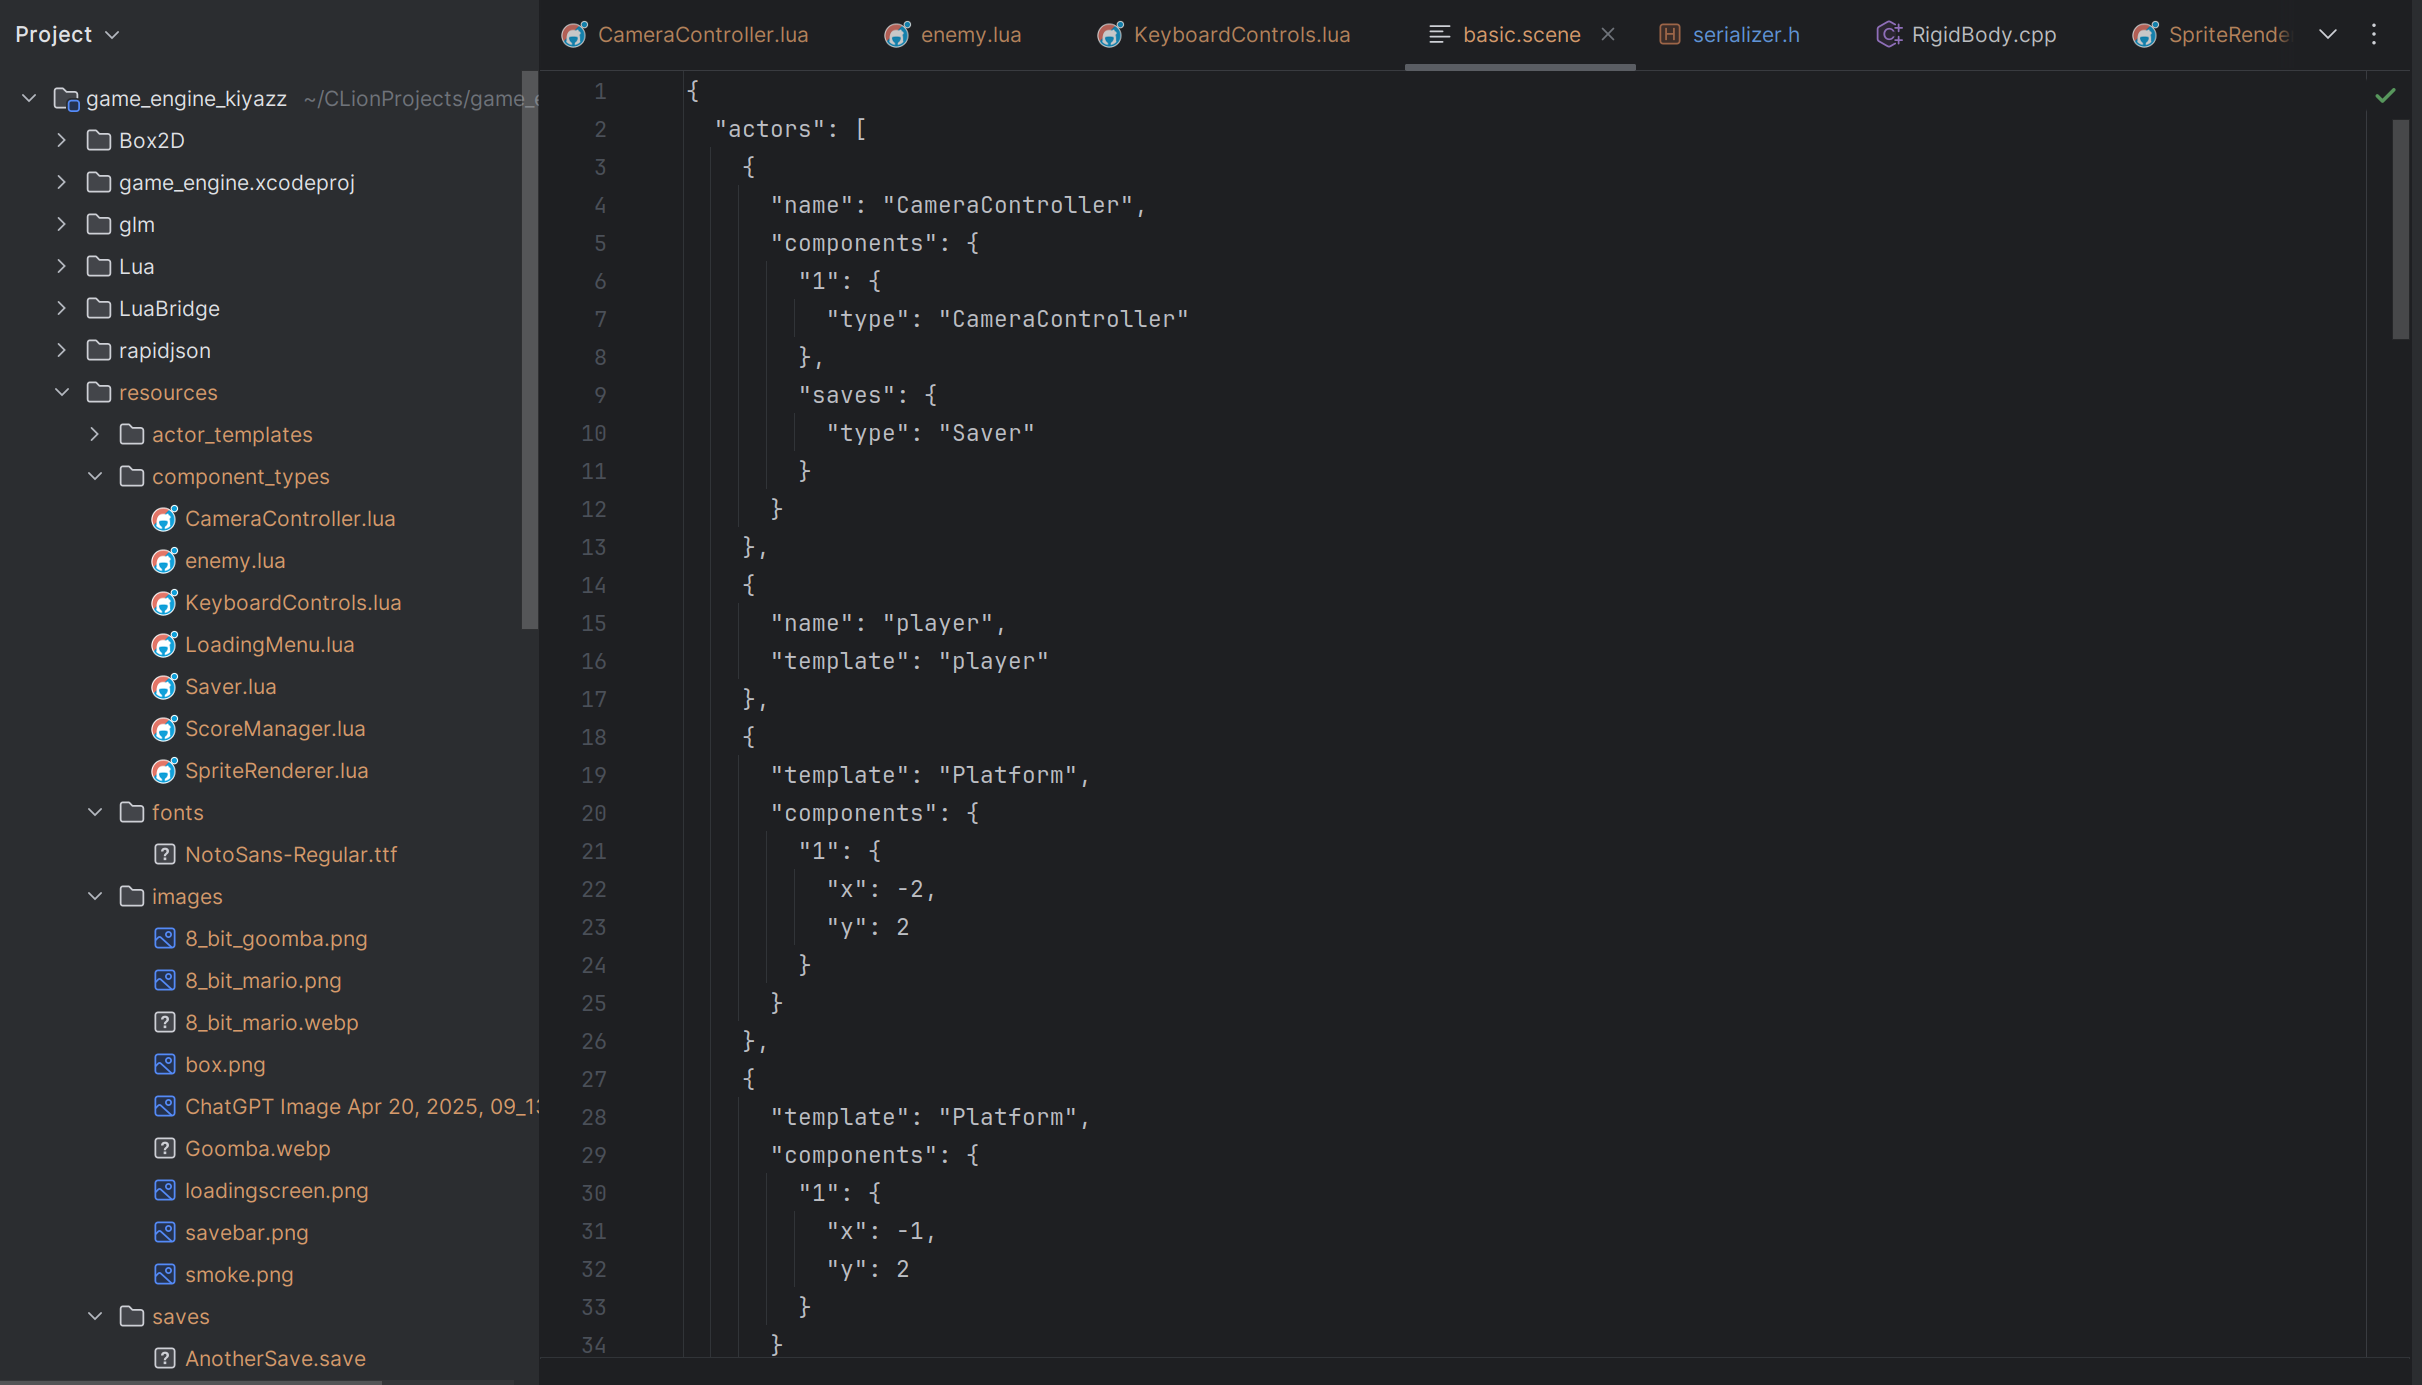 Project
CameraController.lua
enemy.lua
KeyboardControls.lua
basic.scene
serializer.h
RigidBody.cpp
SpriteRende
game_engine_kiyazz ~/CLionProjects/game_e
Box2D
game_engine.xcodeproj
glm
Lua
LuaBridge
rapidjson
resources
actor_templates
component_types
CameraController.lua
enemy.lua
KeyboardControls.lua
LoadingMenu.lua
Saver.lua
ScoreManager.lua
SpriteRenderer.lua
fonts
NotoSans-Regular.ttf
images
8_bit_goomba.png
8_bit_mario.png
8_bit_mario.webp
box.png
ChatGPT Image Apr 20, 2025, 09_13
Goomba.webp
loadingscreen.png
savebar.png
smoke.png
saves
AnotherSave.save
1 {
2 "actors": [
3 {
4 "name": "CameraController",
5 "components": {
6 "1": {
7 "type": "CameraController"
8 },
9 "saves": {
10 "type": "Saver"
11 }
12 }
13 },
14 {
15 "name": "player",
16 "template": "player"
17 },
18 {
19 "template": "Platform",
20 "components": {
21 "1": {
22 "x": -2,
23 "y": 2
24 }
25 }
26 },
27 {
28 "template": "Platform",
29 "components": {
30 "1": {
31 "x": -1,
32 "y": 2
33 }
34 }